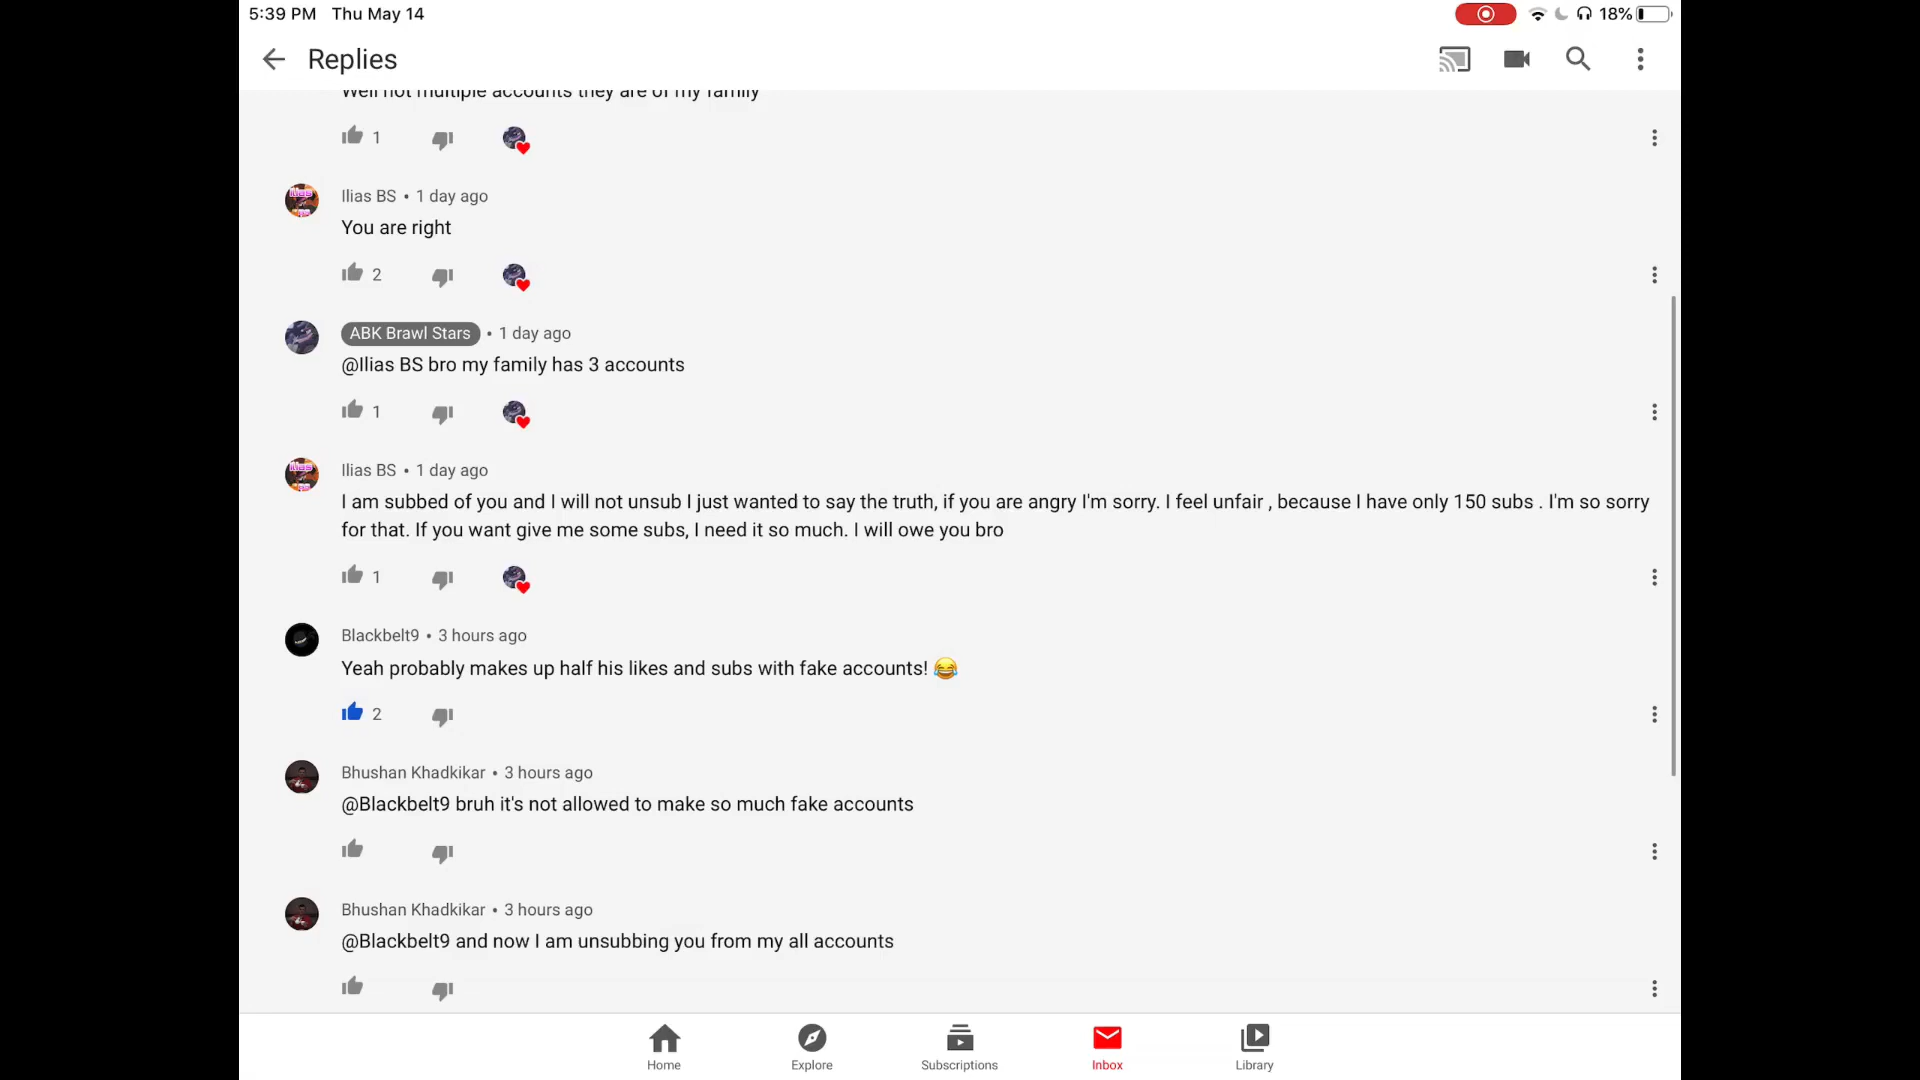 5:39 PM Thu May 14
18%
Replies
Well not multiple accounts they are of my family
1
Ilias BS • 1 day ago
You are right
2
ABK Brawl Stars • 1 day ago
@Ilias BS bro my family has 3 accounts
1
Ilias BS • 1 day ago
I am subbed of you and I will not unsub I just wanted to say the truth, if you are angry I'm sorry. I feel unfair , because I have only 150 subs . I'm so sorry
for that. If you want give me some subs, I need it so much. I will owe you bro
1
Blackbelt9 • 3 hours ago
Yeah probably makes up half his likes and subs with fake accounts! 😂
2
Bhushan Khadkikar • 3 hours ago
@Blackbelt9 bruh it's not allowed to make so much fake accounts
Bhushan Khadkikar • 3 hours ago
@Blackbelt9 and now I am unsubbing you from my all accounts
Home Explore Subscriptions Inbox Library